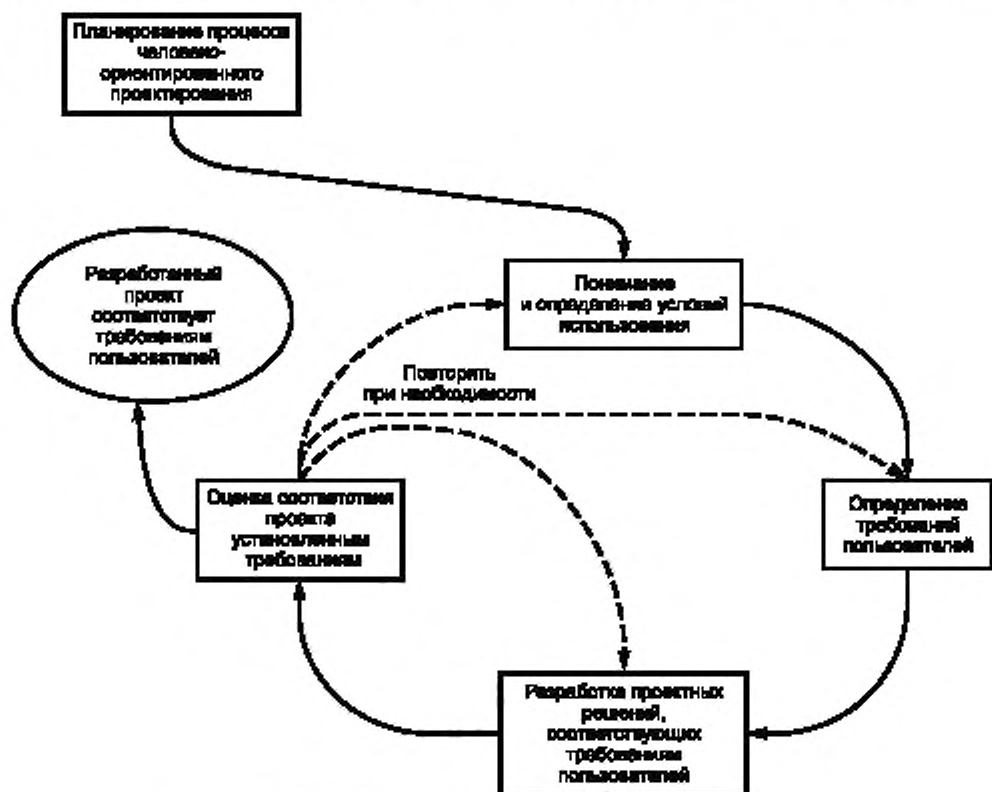 Планирование процесса
человеко-
ориентированного
проектирования
Разработанный
проект
соответствует
требованиям
пользователей
Понимание
и определение условий
использования
Повторять
при необходимости
Оценка соответствия
проекта
установленным
требованиям
Определение
требований
пользователей
Разработка проектных
решений,
соответствующих
требованиям
пользователей